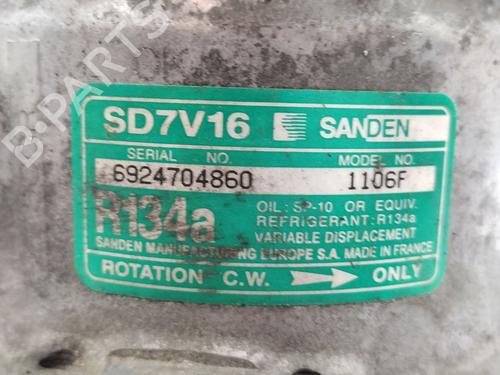 SD7V16 SANDEN
SERIAL NO. MODEL NO.
6924704860 1106F
R134a
OIL: SP-10 OR EQUIV.
REFRIGERANT: R134a
VARIABLE DISPLACEMENT
SANDEN MANUFACTURING EUROPE S.A. MADE IN FRANCE
ROTATION C.W. ONLY